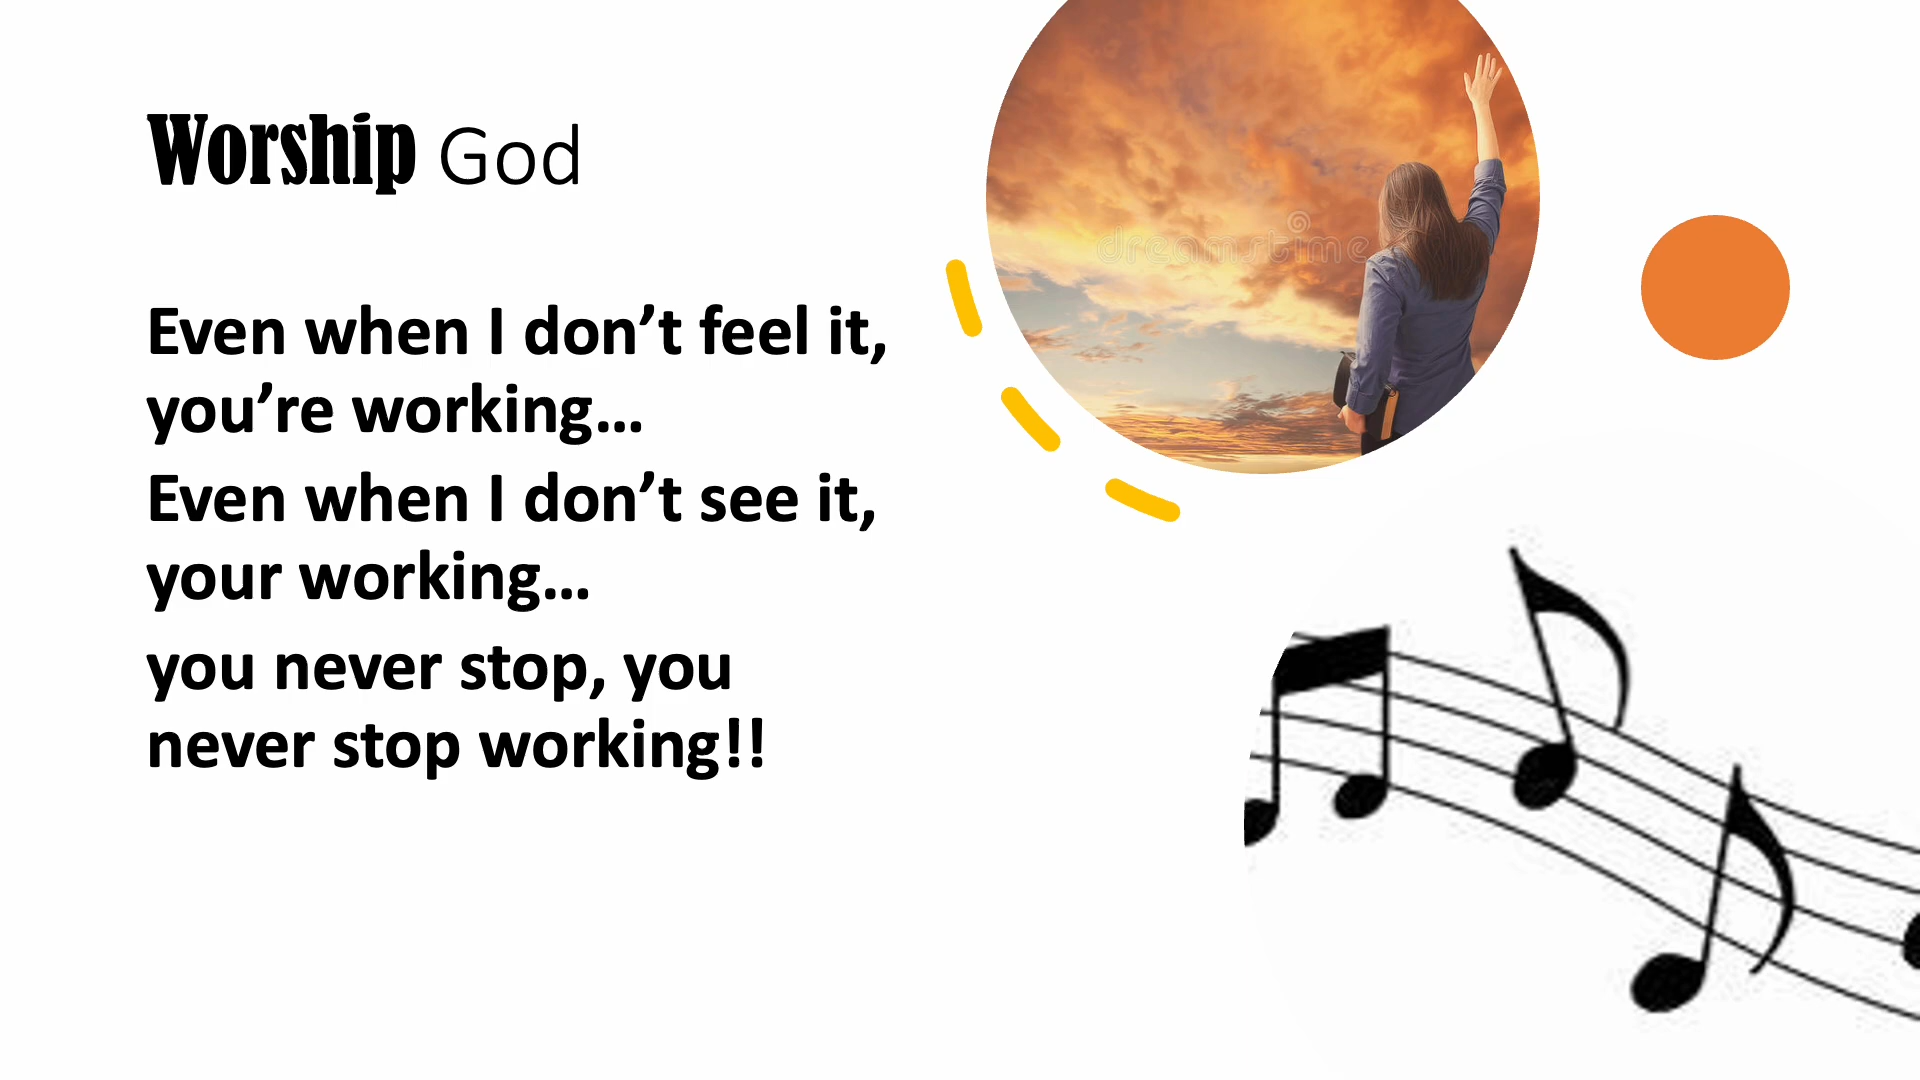 Worship God
Even when I don’t feel it,
you’re working…
Even when I don’t see it,
your working…
you never stop, you
never stop working!!
dreamstime